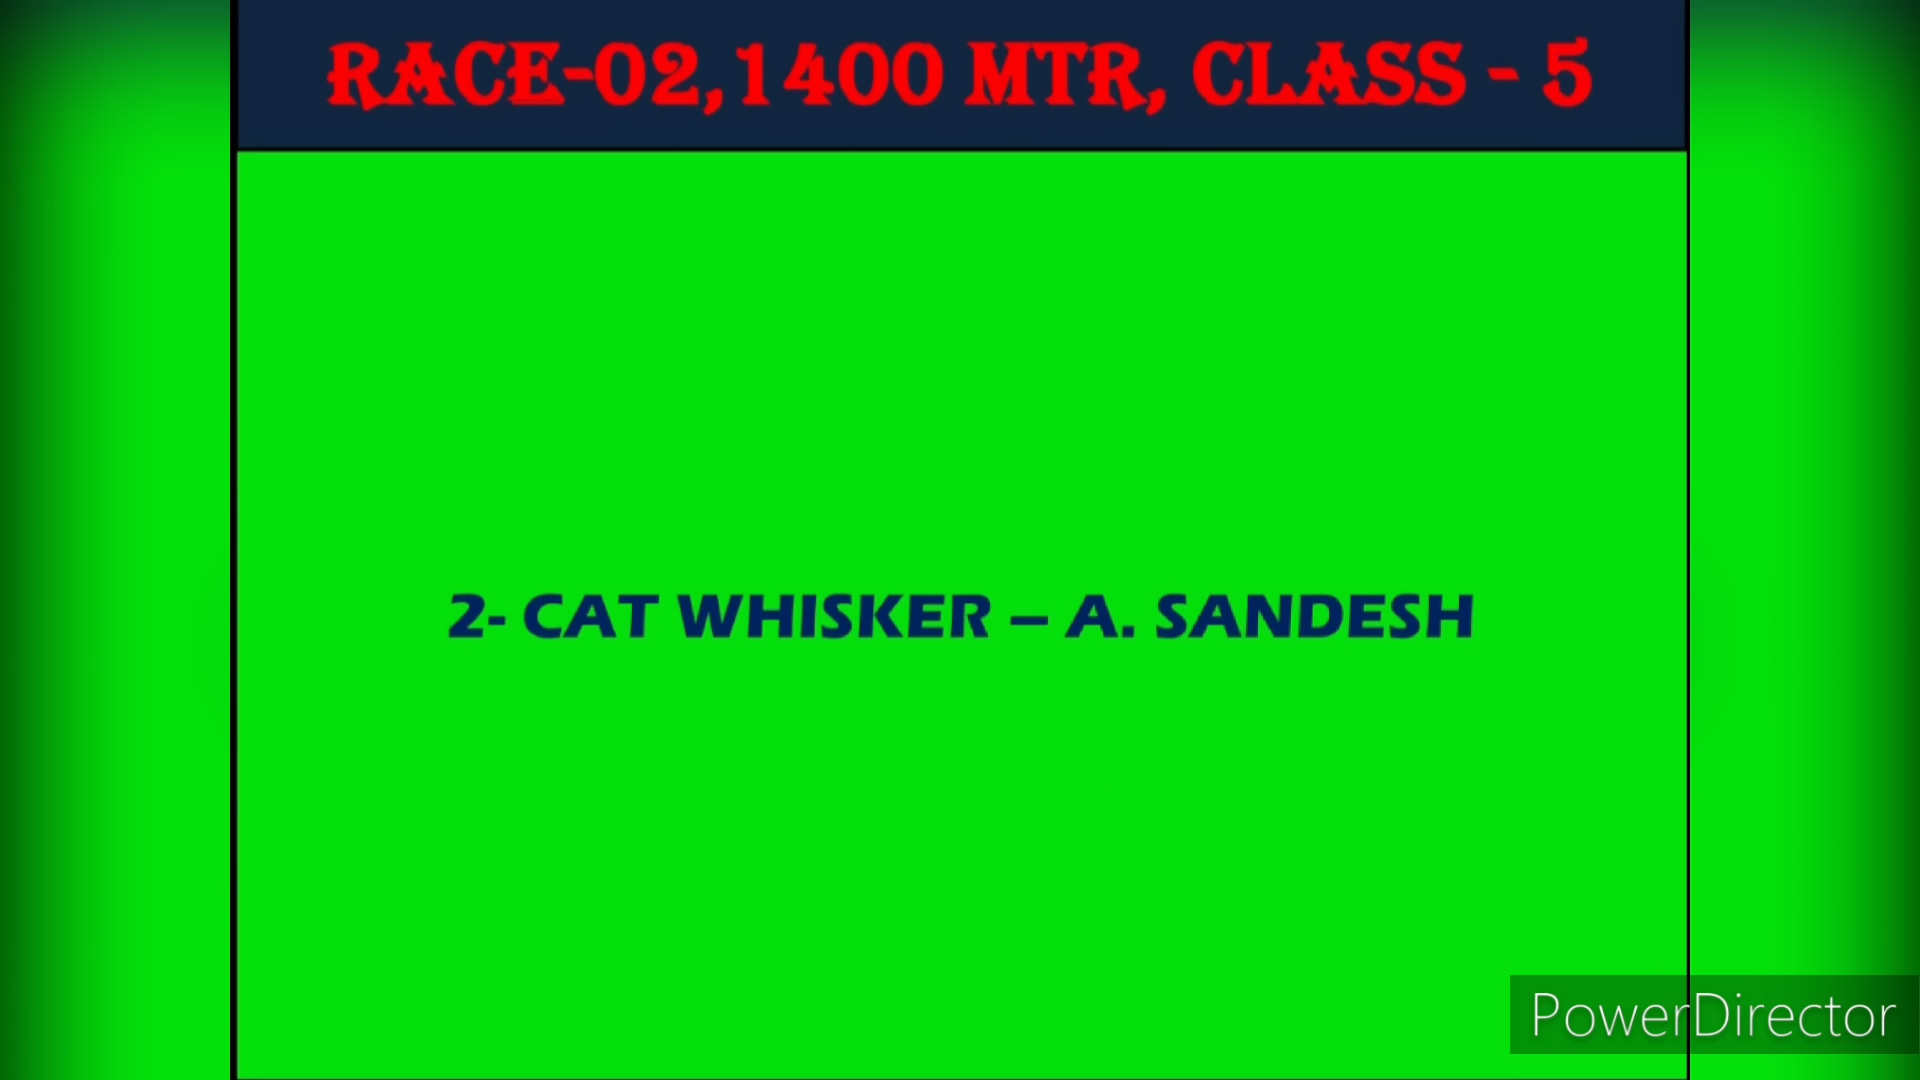 RACE-02,1400 MTR, CLASS - 5
2- CAT WHISKER – A. SANDESH
PowerDirector